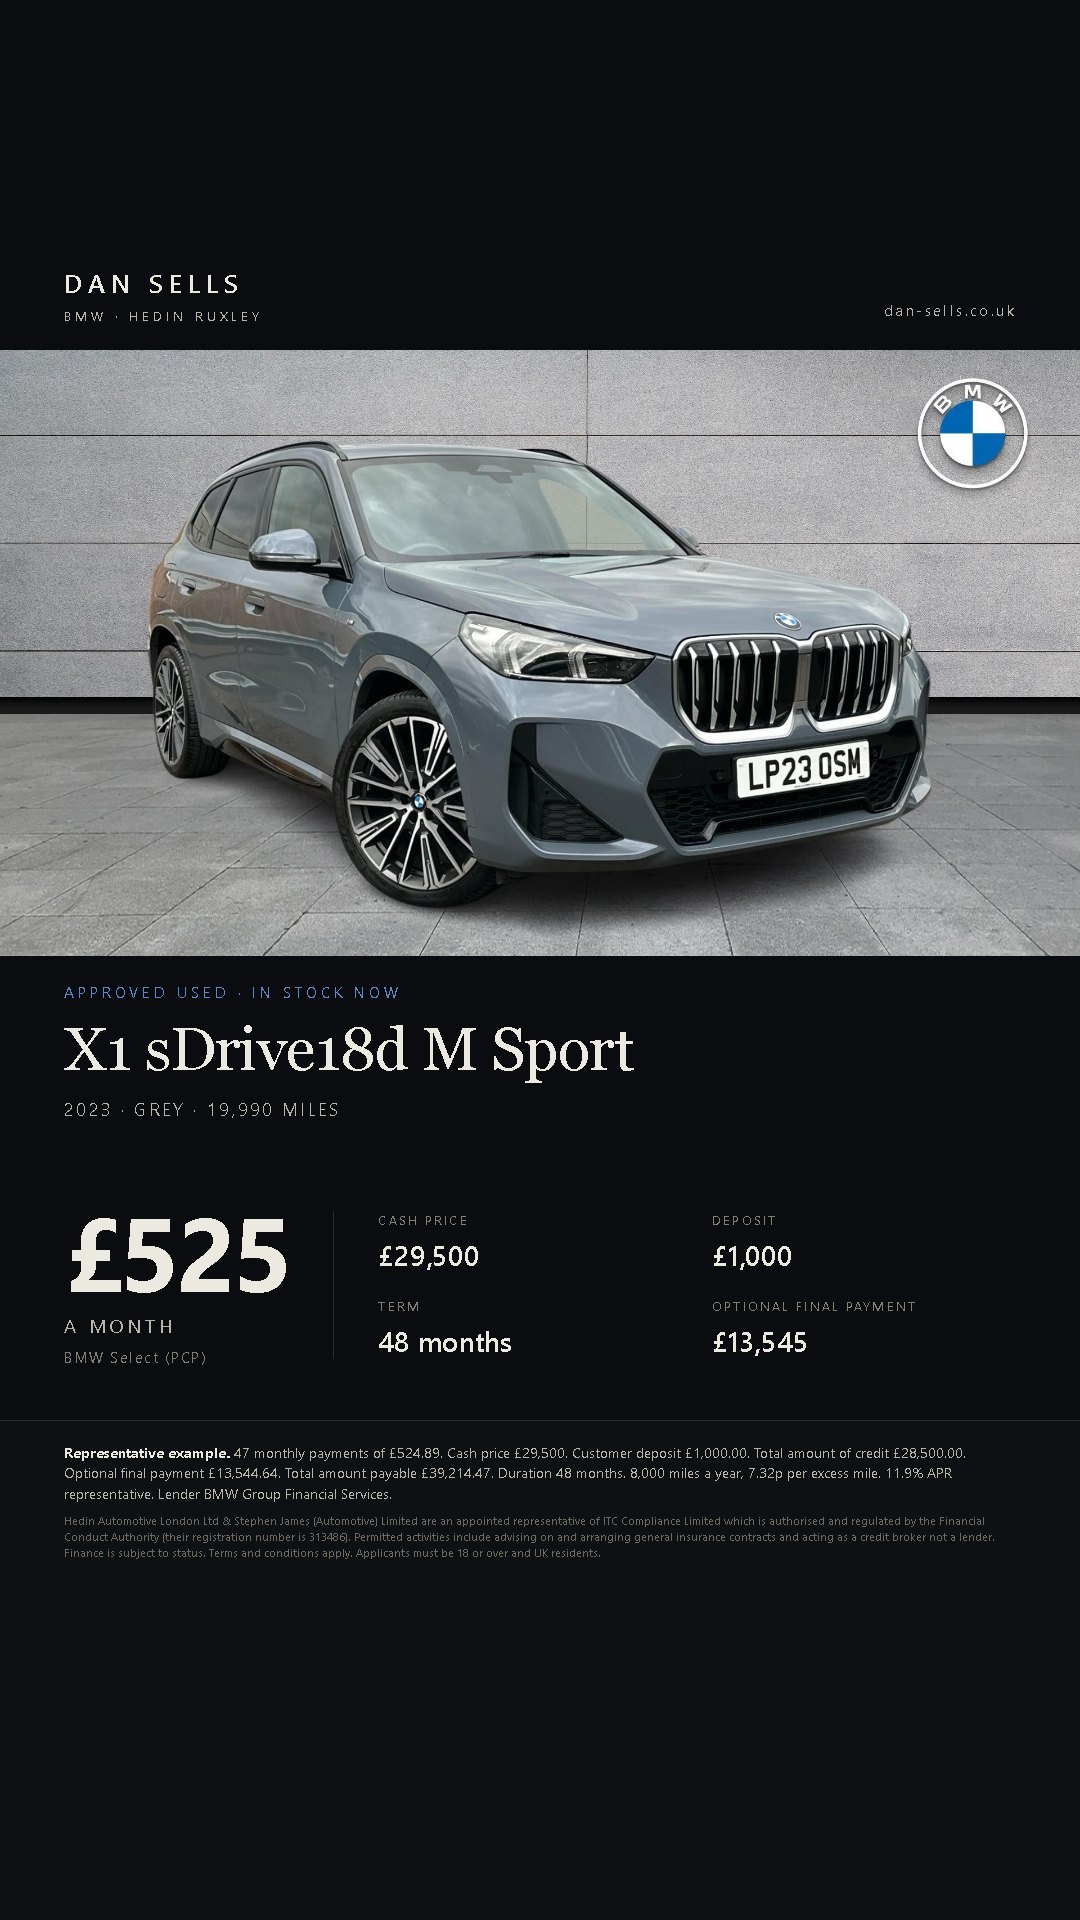 DAN SELLS
BMW · HEDIN RUXLEY
dan-sells.co.uk
BMW
LP23 OSM
APPROVED USED · IN STOCK NOW
X1 sDrive18d M Sport
2023 · GREY · 19,990 MILES
£525
A MONTH
BMW Select (PCP)
CASH PRICE
£29,500
DEPOSIT
£1,000
TERM
48 months
OPTIONAL FINAL PAYMENT
£13,545
Representative example. 47 monthly payments of £524.89. Cash price £29,500. Customer deposit £1,000.00. Total amount of credit £28,500.00.
Optional final payment £13,544.64. Total amount payable £39,214.47. Duration 48 months. 8,000 miles a year, 7.32p per excess mile. 11.9% APR
representative. Lender BMW Group Financial Services.
Hedin Automotive London Ltd & Stephen James (Automotive) Limited are an appointed representative of ITC Compliance Limited which is authorised and regulated by the Financial
Conduct Authority (their registration number is 313486). Permitted activities include advising on and arranging general insurance contracts and acting as a credit broker not a lender.
Finance is subject to status. Terms and conditions apply. Applicants must be 18 or over and UK residents.